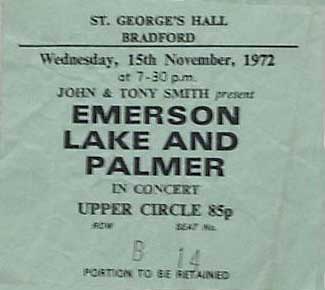 ST. GEORGE'S HALL
BRADFORD
Wednesday, 15th November, 1972
at 7-30 p.m.
JOHN & TONY SMITH present
EMERSON
LAKE AND
PALMER
IN CONCERT
UPPER CIRCLE 85p
ROW SEAT No.
B 14
PORTION TO BE RETAINED